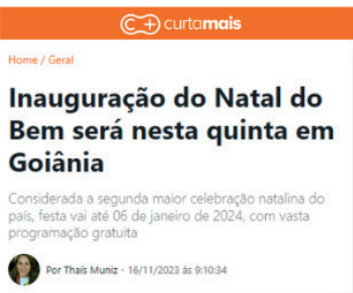 curtamais
Home / Geral
Inauguração do Natal do
Bem será nesta quinta em
Goiânia
Considerada a segunda maior celebração natalina do
país, festa vai até 06 de janeiro de 2024, com vasta
programação gratuita
Por Thaís Muniz - 16/11/2023 às 9:10:34